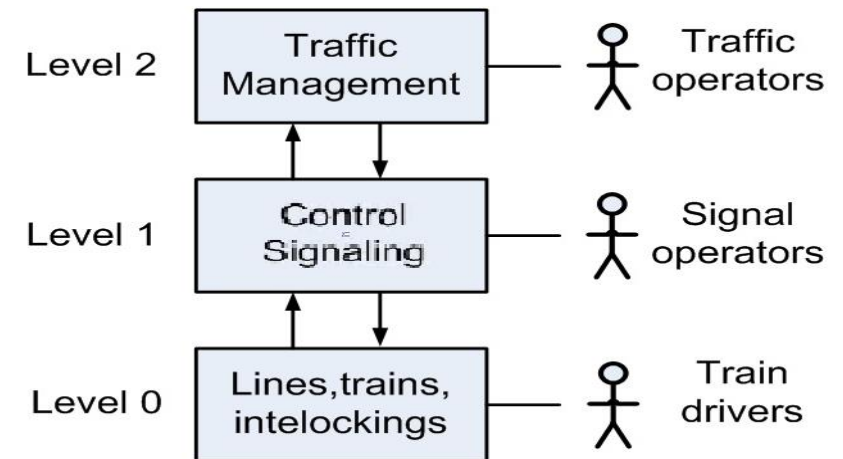 Level 2
Traffic
Management
Traffic
operators
Level 1
Control
Signaling
Signal
operators
Level 0
Lines,trains,
intelockings
Train
drivers